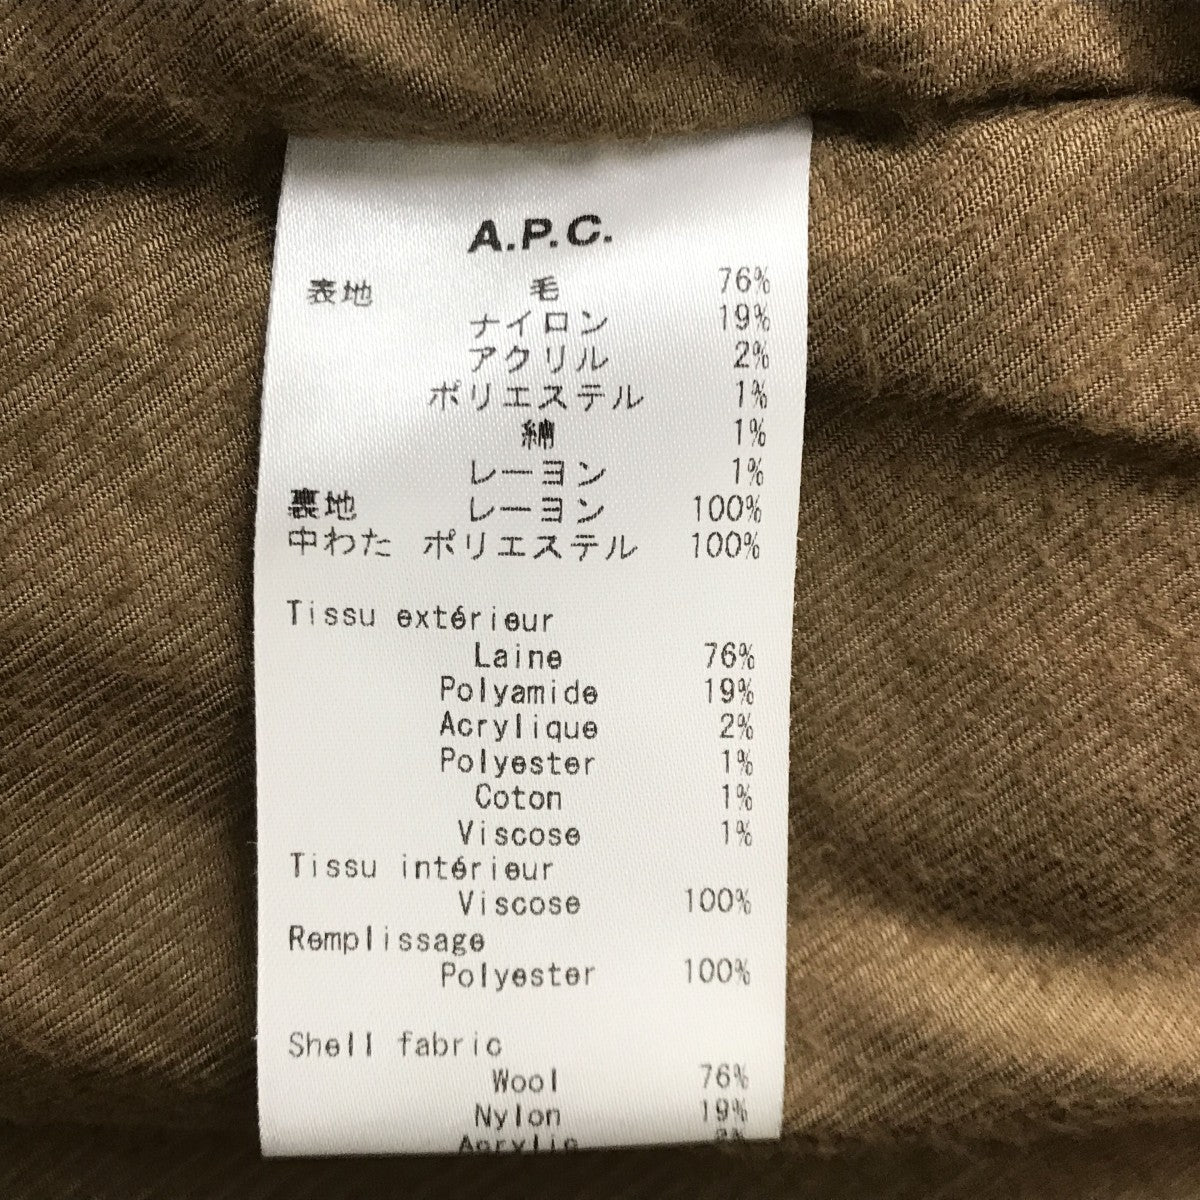 A.P.C.
表地 毛 76%
ナイロン 19%
アクリル 2%
ポリエステル 1%
綿 1%
レーヨン 1%
裏地 レーヨン 100%
中わた ポリエステル 100%
Tissu extérieur
Laine 76%
Polyamide 19%
Acrylique 2%
Polyester 1%
Coton 1%
Viscose 1%
Tissu intérieur
Viscose 100%
Remplissage
Polyester 100%
Shell fabric
Wool 76%
Nylon 19%
Acrylic 2%